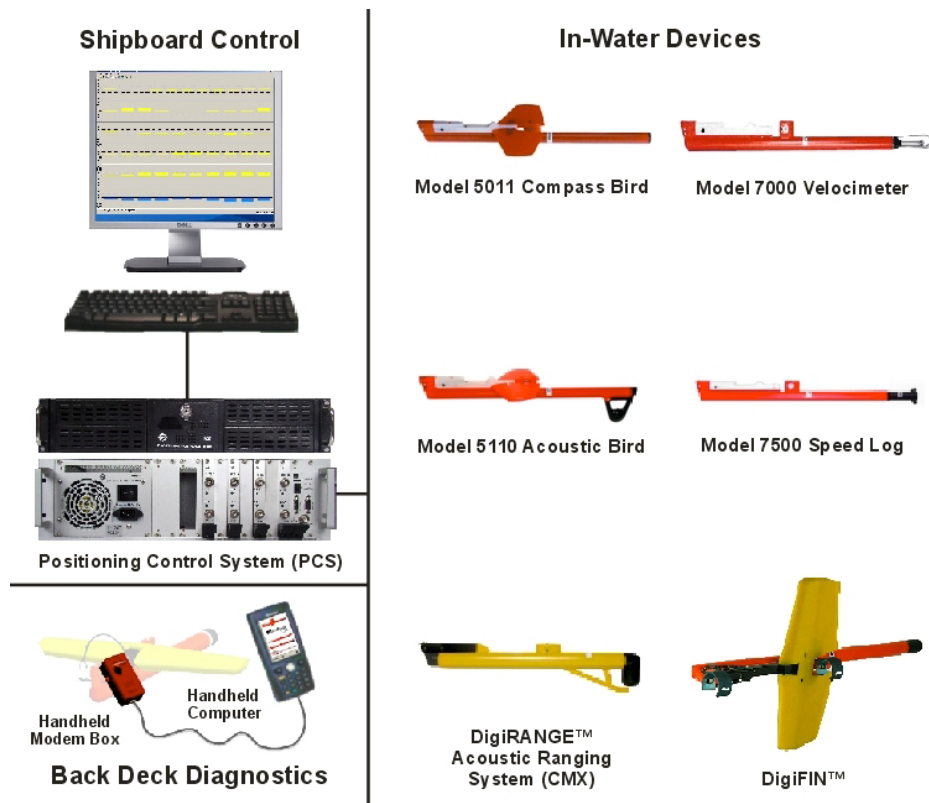 Shipboard Control
DELL
Positioning Control System (PCS)
Handheld
Modem Box
Handheld
Computer
Back Deck Diagnostics
In-Water Devices
Model 5011 Compass Bird
Model 7000 Velocimeter
Model 5110 Acoustic Bird
Model 7500 Speed Log
DigiRANGE™
Acoustic Ranging
System (CMX)
DigiFIN™